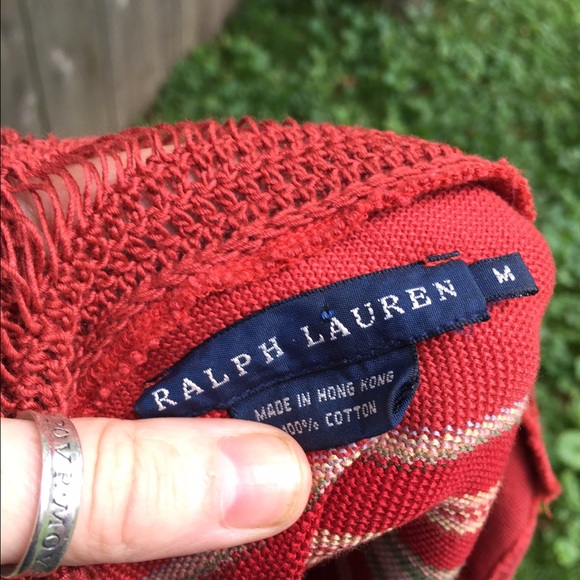 RALPH LAUREN
M
MADE IN HONG KONG
100% COTTON